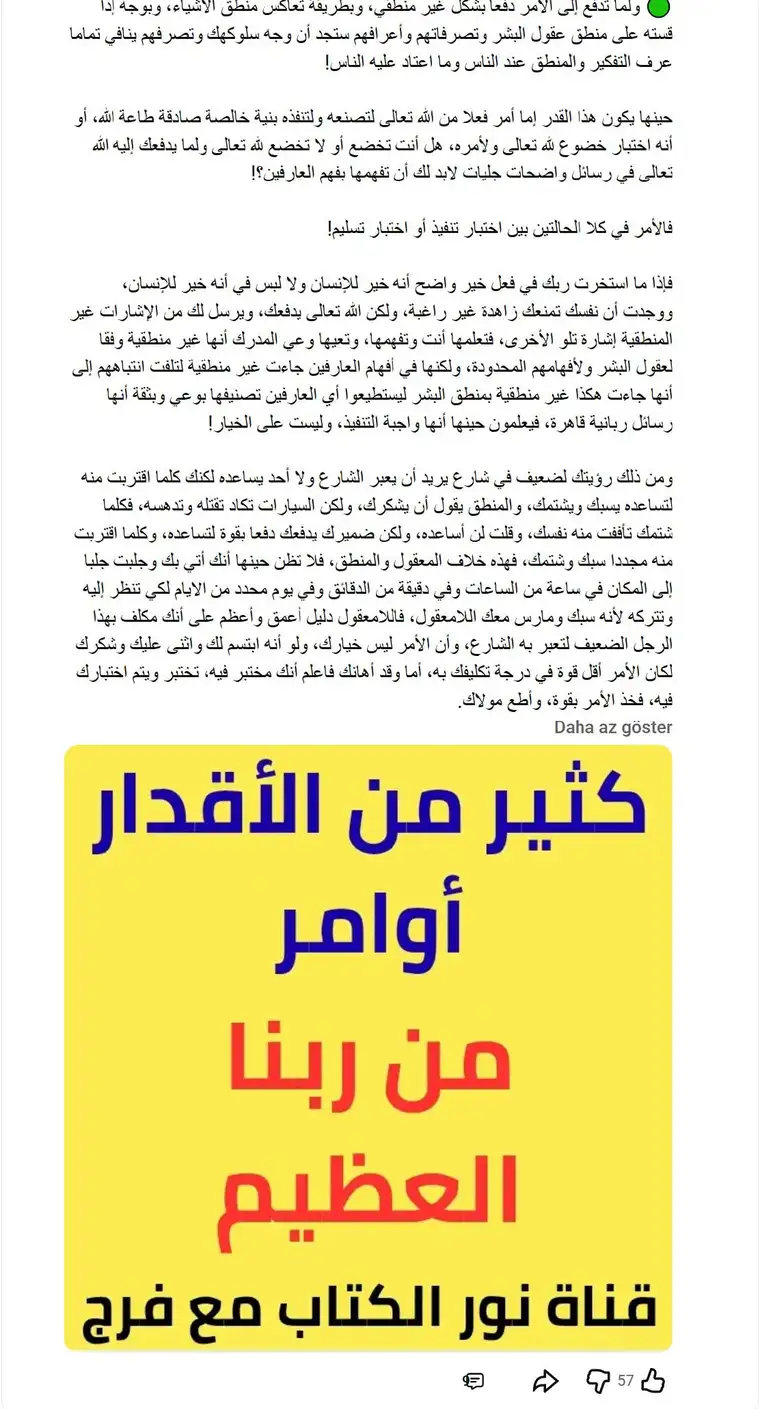 ولما تدفع إلى الأمر دفعا بشكل غير منطقي، وبطريقة تعاكس منطق الأشياء، وبوجه إذا
قسته على منطق عقول البشر وتصرفاتهم وأعرافهم ستجد أن وجه سلوكهك وتصرفهم ينافي تماما
عرف التفكير والمنطق عند الناس وما اعتاد عليه الناس!
حينها يكون هذا القدر إما أمر فعلا من الله تعالى لتصنعه ولتنفذه بنية خالصة صادقة طاعة الله، أو
أنه اختبار خضوع لله تعالى ولأمره، هل أنت تخضع أو لا تخضع لله تعالى ولما يدفعك إليه الله
تعالى في رسائل واضحات جليات لابد لك أن تفهمها بفهم العارفين؟!
فالأمر في كلا الحالتين بين اختبار تنفيذ أو اختبار تسليم!
فإذا ما استخرت ربك في فعل خير واضح أنه خير للإنسان ولا لبس في أنه خير للإنسان،
ووجدت أن نفسك تمنعك زاهدة غير راغبة، ولكن الله تعالى يدفعك، ويرسل لك من الإشارات غير
المنطقية إشارة تلو الأخرى، فتعلمها أنت وتفهمها، وتعيها وعي المدرك أنها غير منطقية وفقا
لعقول البشر ولأفهامهم المحدودة، ولكنها في أفهام العارفين جاءت غير منطقية لتلفت انتباههم إلى
أنها جاءت هكذا غير منطقية بمنطق البشر ليستطيعوا أي العارفين تصنيفها بوعي وبثقة أنها
رسائل ربانية قاهرة، فيعلمون حينها أنها واجبة التنفيذ، وليست على الخيار!
ومن ذلك رؤيتك لضعيف في شارع يريد أن يعبر الشارع ولا أحد يساعده لكنك كلما اقتربت منه
لتساعده يسبك ويشتمك، والمنطق يقول أن يشكرك، ولكن السيارات تكاد تقتله وتدهسه، فكلما
شتمك تأففت منه نفسك، وقلت لن أساعده، ولكن ضميرك يدفعك دفعا بقوة لتساعده، وكلما اقتربت
منه مجددا سبك وشتمك، فهذه خلاف المعقول والمنطق، فلا تظن حينها أنك أتي بك وجلبت جلبا
إلى المكان في ساعة من الساعات وفي دقيقة من الدقائق وفي يوم محدد من الايام لكي تنظر إليه
وتتركه لأنه سبك ومارس معك اللامعقول، فاللامعقول دليل أعمق وأعظم على أنك مكلف بهذا
الرجل الضعيف لتعبر به الشارع، وأن الأمر ليس خيارك، ولو أنه ابتسم لك واثنى عليك وشكرك
لكان الأمر أقل قوة في درجة تكليفك به، أما وقد أهانك فاعلم أنك مختبر فيه، تختبر ويتم اختبارك
فيه، فخذ الأمر بقوة، وأطع مولاك.
Daha az göster
كثير من الأقدار
أوامر
من ربنا
العظيم
قناة نور الكتاب مع فرج
57